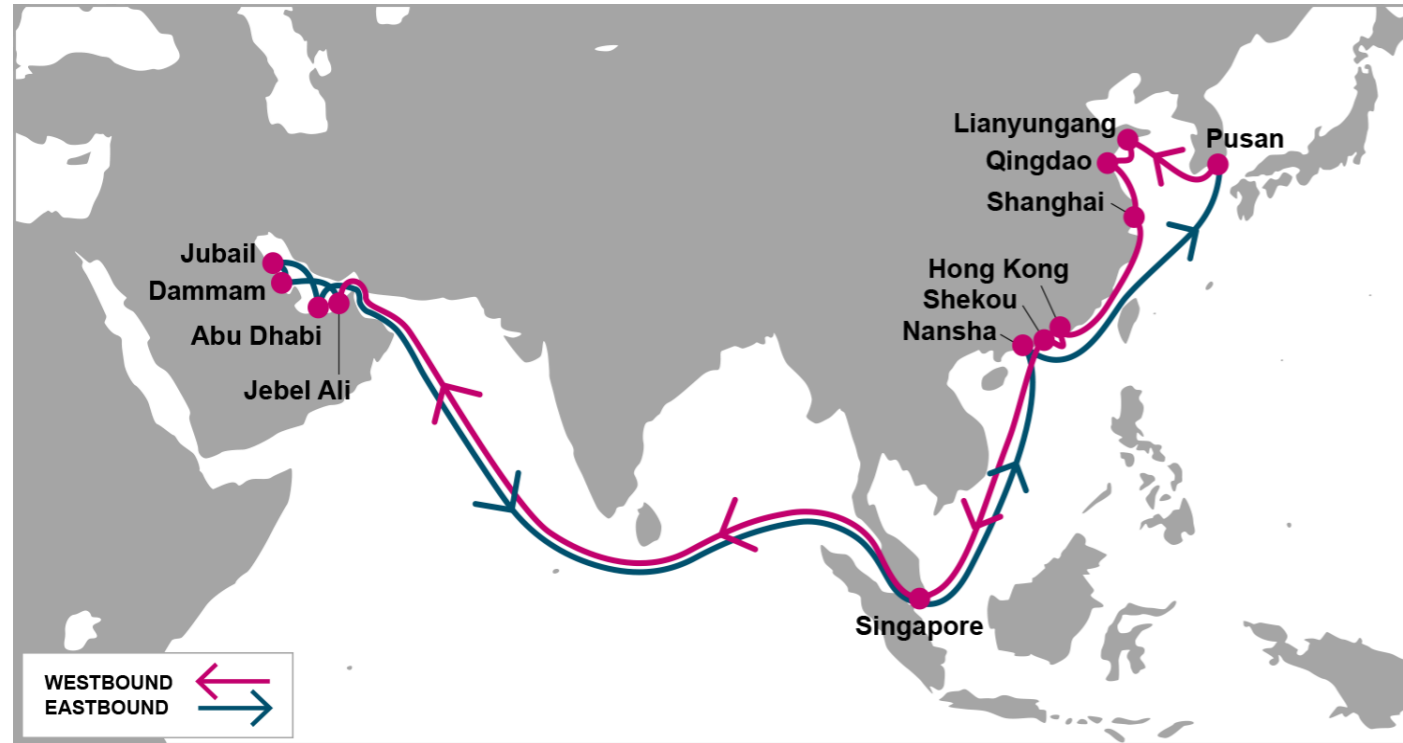 Lianyungang
Pusan
Qingdao
Shanghai
Jubail
Hong Kong
Dammam
Shekou
Abu Dhabi
Nansha
Jebel Ali
Singapore
WESTBOUND
EASTBOUND